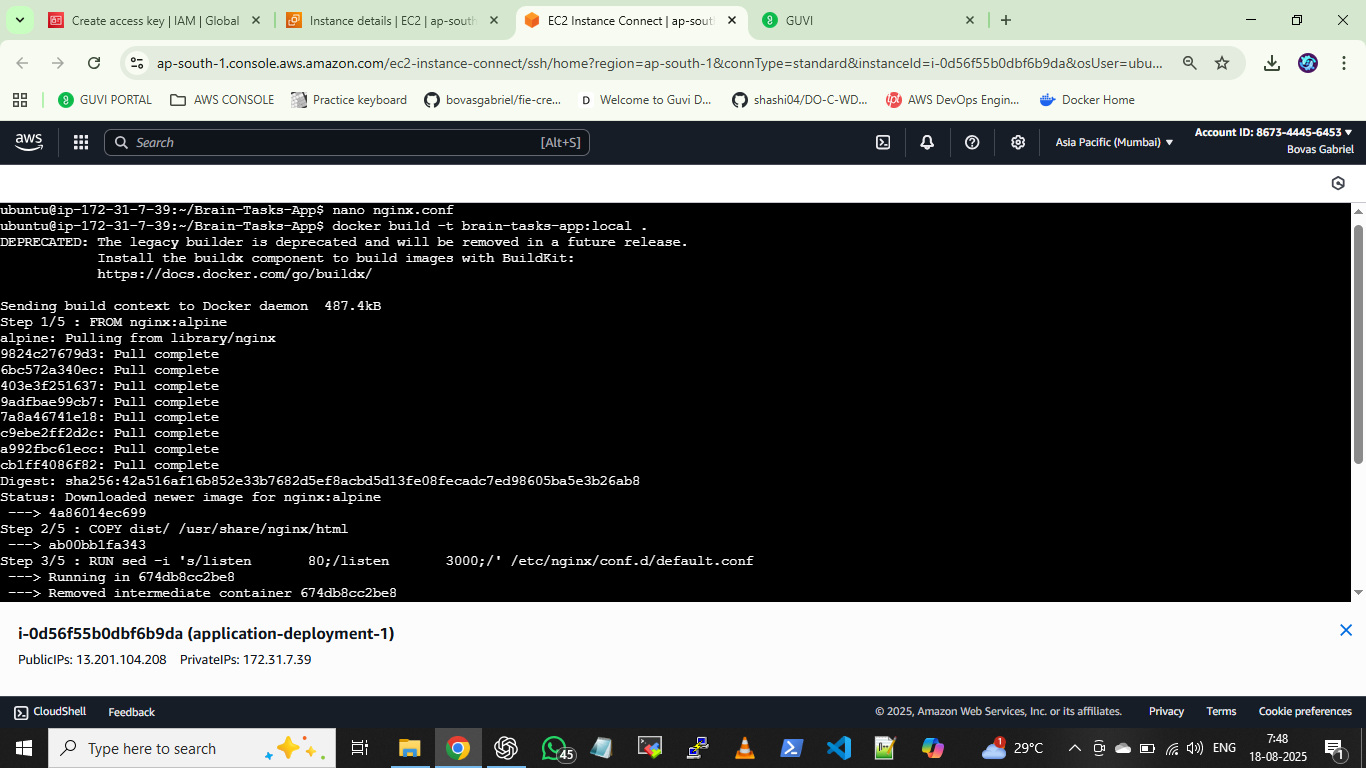 Create access key | IAM | Global
Instance details | EC2 | ap-south
EC2 Instance Connect | ap-sout
GUVI
ap-south-1.console.aws.amazon.com/ec2-instance-connect/ssh/home?region=ap-south-1&connType=standard&instanceId=i-0d56f55b0dbf6b9da&osUser=ubu...
GUVI PORTAL
AWS CONSOLE
Practice keyboard
bovasgabriel/fie-cre...
D Welcome to Guvi D...
shashi04/DO-C-WD...
AWS DevOps Engin...
Docker Home
aws
Search [Alt+S]
Asia Pacific (Mumbai)
Account ID: 8673-4445-6453
Bovas Gabriel
ubuntu@ip-172-31-7-39:~/Brain-Tasks-App$ nano nginx.conf
ubuntu@ip-172-31-7-39:~/Brain-Tasks-App$ docker build -t brain-tasks-app:local .
DEPRECATED: The legacy builder is deprecated and will be removed in a future release.
Install the buildx component to build images with BuildKit:
https://docs.docker.com/go/buildx/
Sending build context to Docker daemon  487.4kB
Step 1/5 : FROM nginx:alpine
alpine: Pulling from library/nginx
9824c27679d3: Pull complete
6bc572a340ec: Pull complete
403e3f251637: Pull complete
9adfbae99cb7: Pull complete
7a8a46741e18: Pull complete
c9ebe2ff2d2c: Pull complete
a992fbc61ecc: Pull complete
cb1ff4086f82: Pull complete
Digest: sha256:42a516af16b852e33b7682d5ef8acbd5d13fe08fecadc7ed98605ba5e3b26ab8
Status: Downloaded newer image for nginx:alpine
---> 4a86014ec699
Step 2/5 : COPY dist/ /usr/share/nginx/html
---> ab00bb1fa343
Step 3/5 : RUN sed -i 's/listen       80;/listen       3000;/' /etc/nginx/conf.d/default.conf
---> Running in 674db8cc2be8
---> Removed intermediate container 674db8cc2be8
i-0d56f55b0dbf6b9da (application-deployment-1)
PublicIPs: 13.201.104.208 PrivateIPs: 172.31.7.39
CloudShell Feedback
© 2025, Amazon Web Services, Inc. or its affiliates. Privacy Terms Cookie preferences
Type here to search
45
1
29°C
ENG
7:48
18-08-2025
1